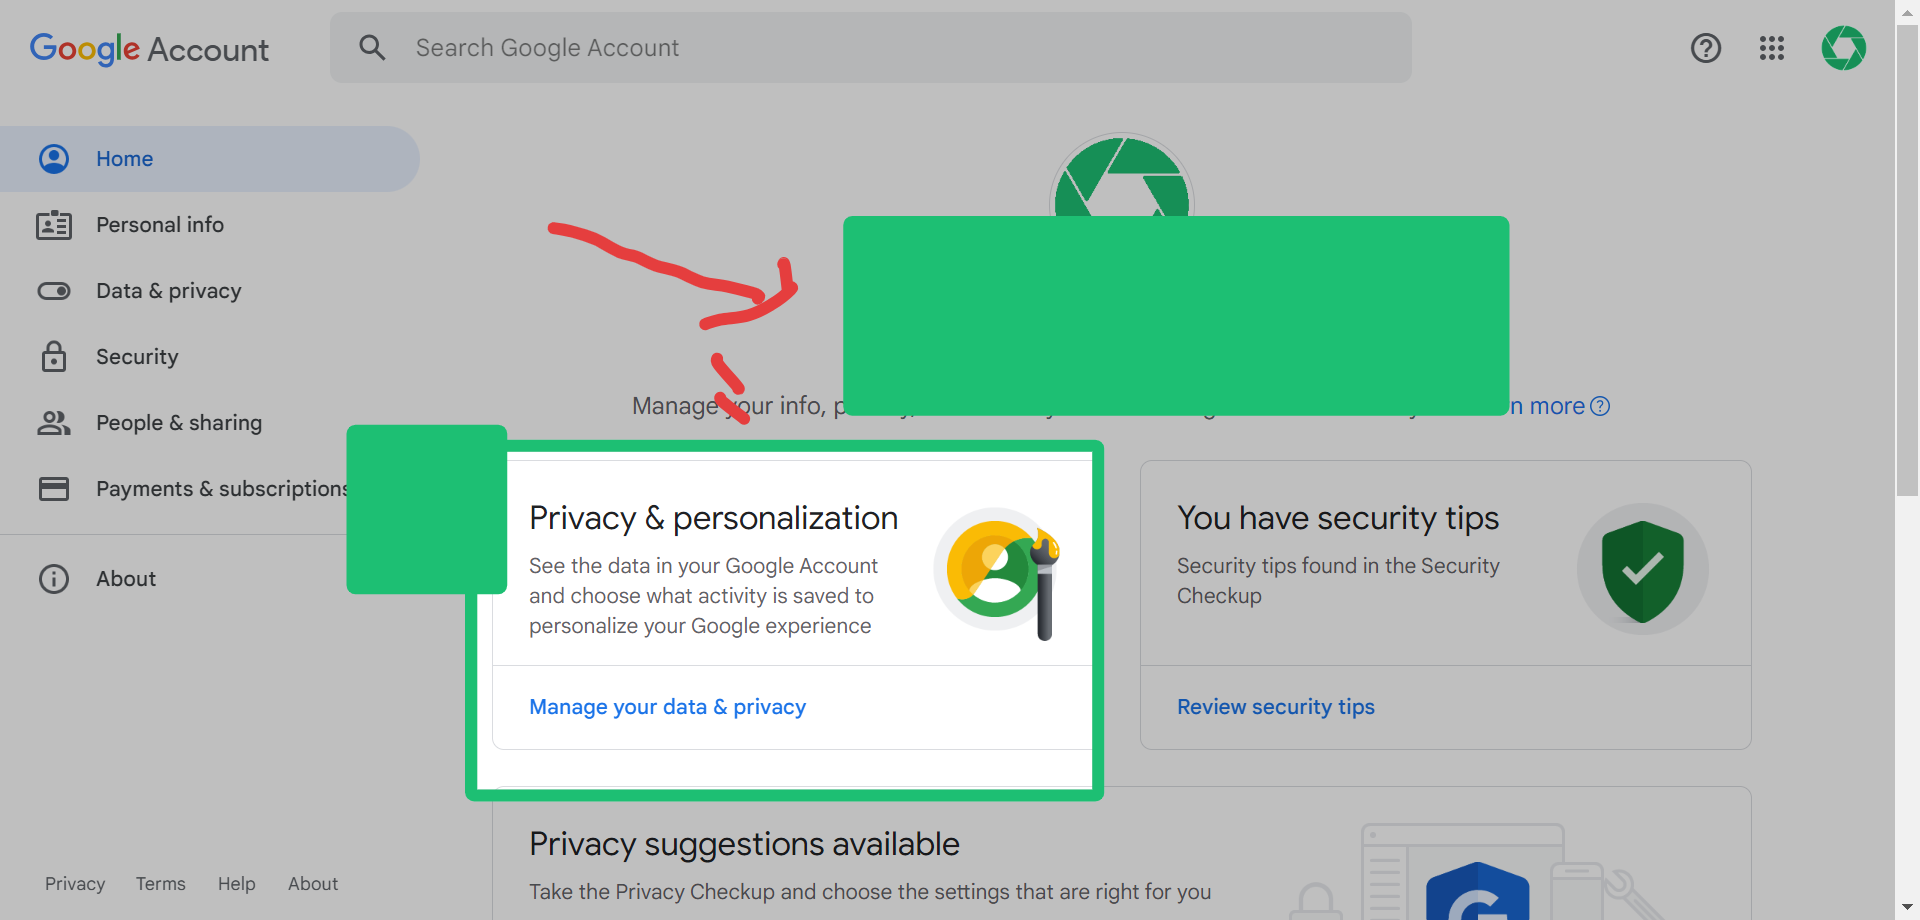 Google Account
Search Google Account
Home
Personal info
Data & privacy
Security
People & sharing
Payments & subscriptions
About
Manage your info,
n more
Privacy & personalization
See the data in your Google Account
and choose what activity is saved to
personalize your Google experience
Manage your data & privacy
You have security tips
Security tips found in the Security
Checkup
Review security tips
Privacy suggestions available
Take the Privacy Checkup and choose the settings that are right for you
Privacy
Terms
Help
About